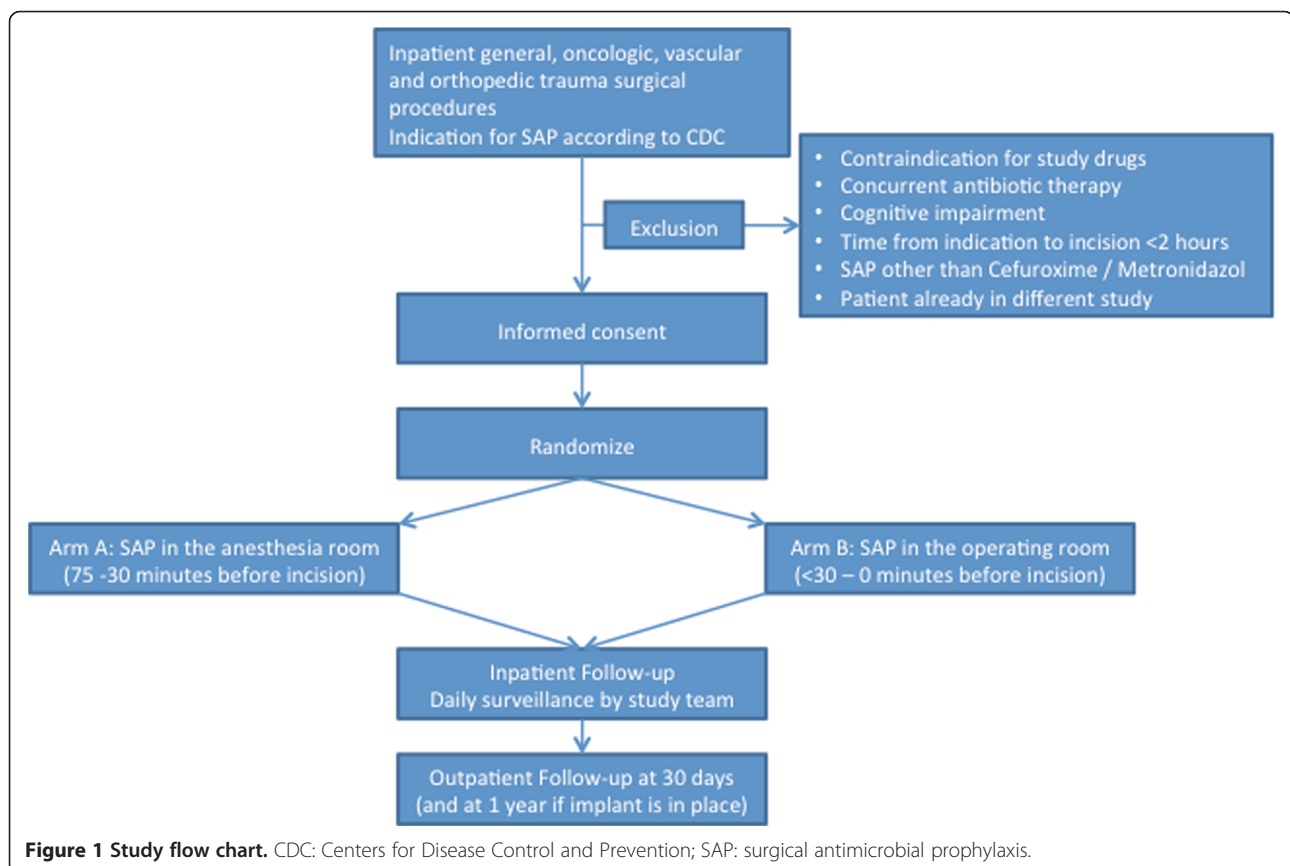 Inpatient general, oncologic, vascular
and orthopedic trauma surgical
procedures
Indication for SAP according to CDC
Exclusion
• Contraindication for study drugs
• Concurrent antibiotic therapy
• Cognitive impairment
• Time from indication to incision <2 hours
• SAP other than Cefuroxime / Metronidazol
• Patient already in different study
Informed consent
Randomize
Arm A: SAP in the anesthesia room
(75 -30 minutes before incision)
Arm B: SAP in the operating room
(<30 – 0 minutes before incision)
Inpatient Follow-up
Daily surveillance by study team
Outpatient Follow-up at 30 days
(and at 1 year if implant is in place)
Figure 1 Study flow chart. CDC: Centers for Disease Control and Prevention; SAP: surgical antimicrobial prophylaxis.